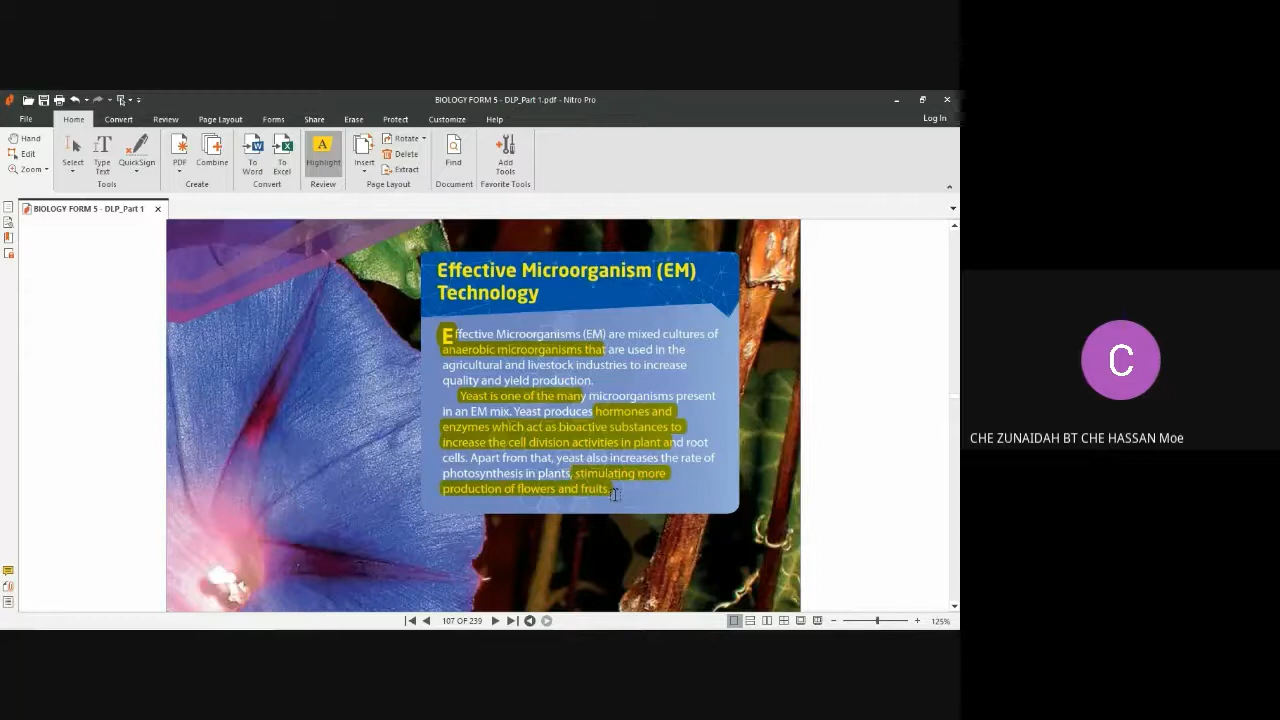 BIOLOGY FORM 5 - DLP_Part 1.pdf - Nitro Pro
File Home Convert Review Page Layout Forms Share Erase Protect Customize Help Log In
Hand
Edit
Zoom
Select
Type Text
QuickSign
Tools
PDF
Combine
Create
To Word
To Excel
Convert
A
Highlight
Review
Insert
Rotate
Delete
Extract
Page Layout
Find
Document
Add Tools
Favorite Tools
BIOLOGY FORM 5 - DLP_Part 1
Effective Microorganism (EM)
Technology
Effective Microorganisms (EM) are mixed cultures of
anaerobic microorganisms that are used in the
agricultural and livestock industries to increase
quality and yield production.
Yeast is one of the many microorganisms present
in an EM mix. Yeast produces hormones and
enzymes which act as bioactive substances to
increase the cell division activities in plant and root
cells. Apart from that, yeast also increases the rate of
photosynthesis in plants, stimulating more
production of flowers and fruits.
107 OF 239
125%
C
CHE ZUNAIDAH BT CHE HASSAN Moe